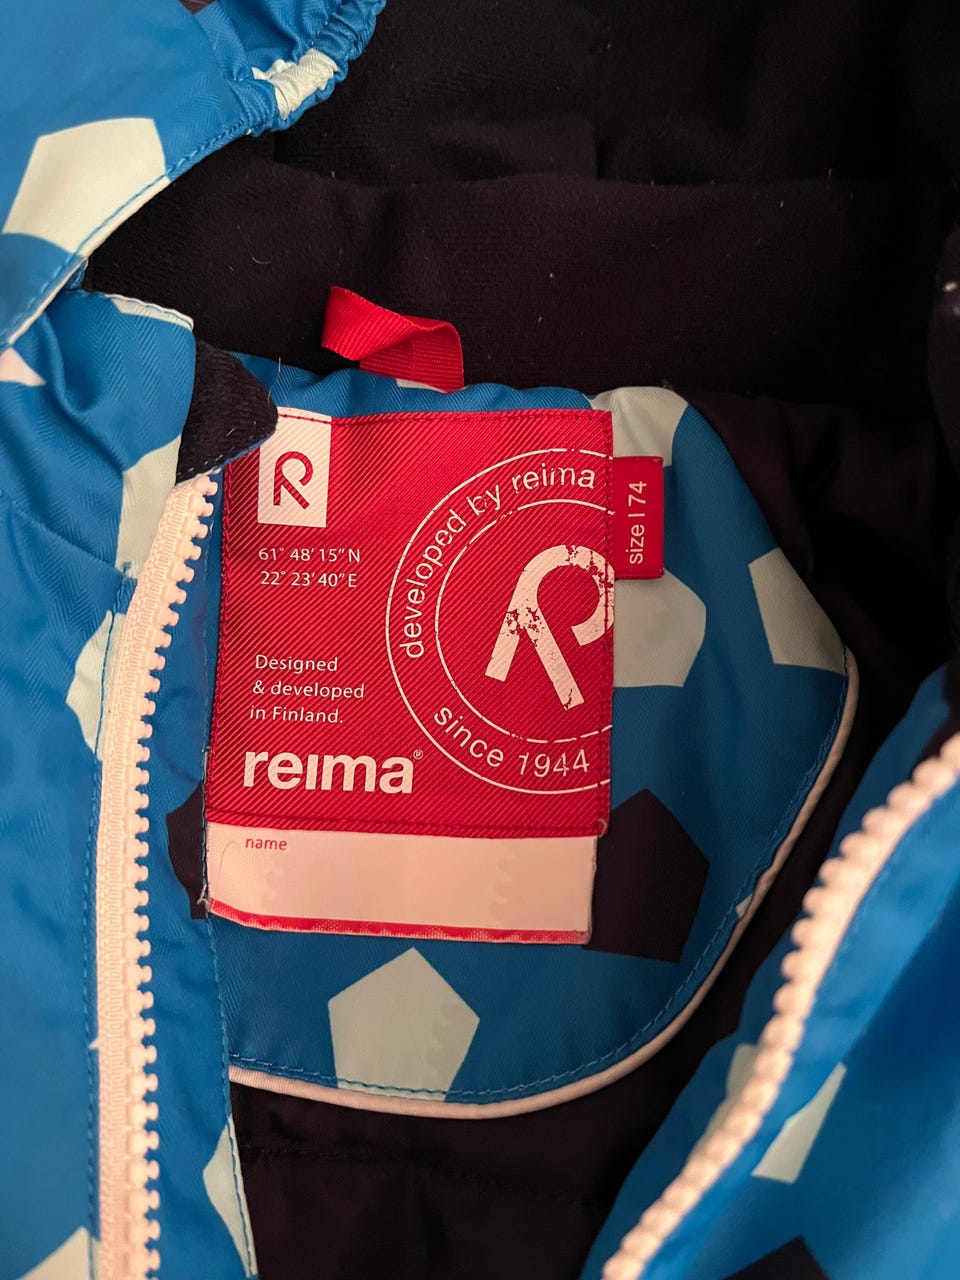 R
61° 48' 15" N
22° 23' 40" E
Designed
& developed
in Finland.
reima®
developed by reima
R
since 1944
name
size | 74